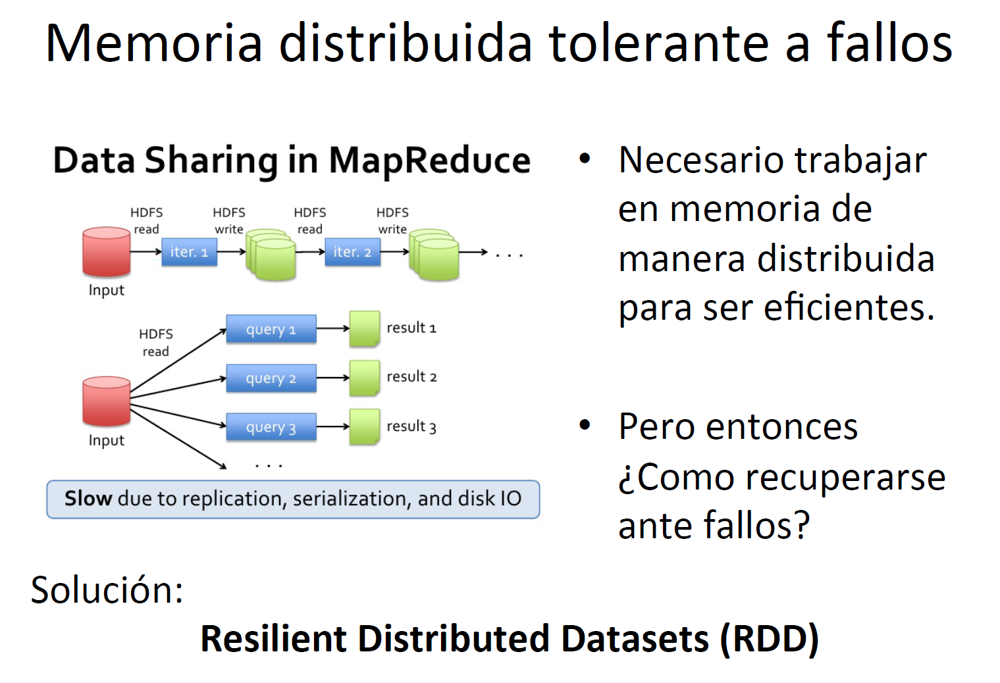 Memoria distribuida tolerante a fallos
Data Sharing in MapReduce
HDFS read
HDFS write
HDFS read
HDFS write
iter. 1
iter. 2
. . .
Input
HDFS read
query 1
result 1
query 2
result 2
query 3
result 3
Input
. . .
Slow due to replication, serialization, and disk IO
• Necesario trabajar
en memoria de
manera distribuida
para ser eficientes.
• Pero entonces
¿Como recuperarse
ante fallos?
Solución:
Resilient Distributed Datasets (RDD)